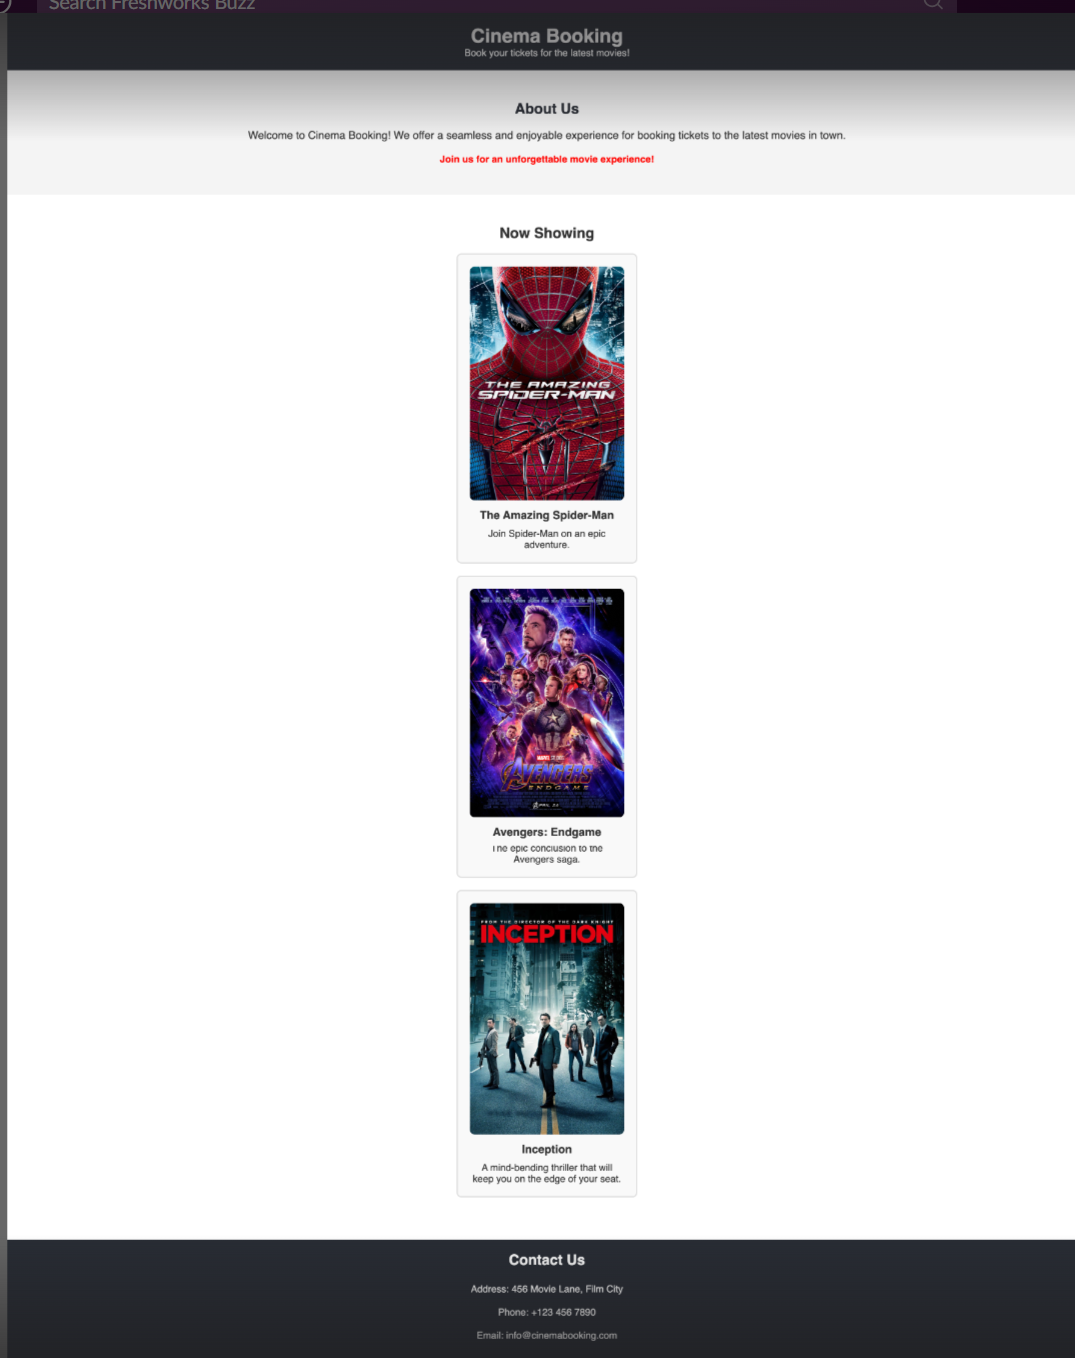 Search Freshworks Buzz
Cinema Booking
Book your tickets for the latest movies!
About Us
Welcome to Cinema Booking! We offer a seamless and enjoyable experience for booking tickets to the latest movies in town.
Join us for an unforgettable movie experience!
Now Showing
THE AMAZING
SPIDER-MAN
The Amazing Spider-Man
Join Spider-Man on an epic
adventure.
MARVEL STUDIOS
AVENGERS
ENDGAME
Avengers: Endgame
The epic conclusion to the
Avengers saga.
FROM THE DIRECTOR OF THE DARK KNIGHT
INCEPTION
Inception
A mind-bending thriller that will
keep you on the edge of your seat.
Contact Us
Address: 456 Movie Lane, Film City
Phone: +123 456 7890
Email: info@cinemabooking.com